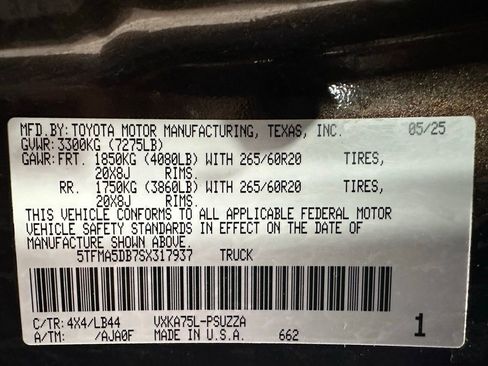 MFD.BY: TOYOTA MOTOR MANUFACTURING, TEXAS, INC. 05/25
GVWR: 3300KG (7275LB)
GAWR: FRT. 1850KG (4080LB) WITH 265/60R20 TIRES,
20X8J RIMS.
RR. 1750KG (3860LB) WITH 265/60R20 TIRES,
20X8J RIMS.
THIS VEHICLE CONFORMS TO ALL APPLICABLE FEDERAL MOTOR
VEHICLE SAFETY STANDARDS IN EFFECT ON THE DATE OF
MANUFACTURE SHOWN ABOVE.
5TFMA5DB7SX317937 TRUCK
C/TR: 4X4/LB44 VXKA75L-PSUZZA
A/TM: /AJA0F MADE IN U.S.A. 662 1